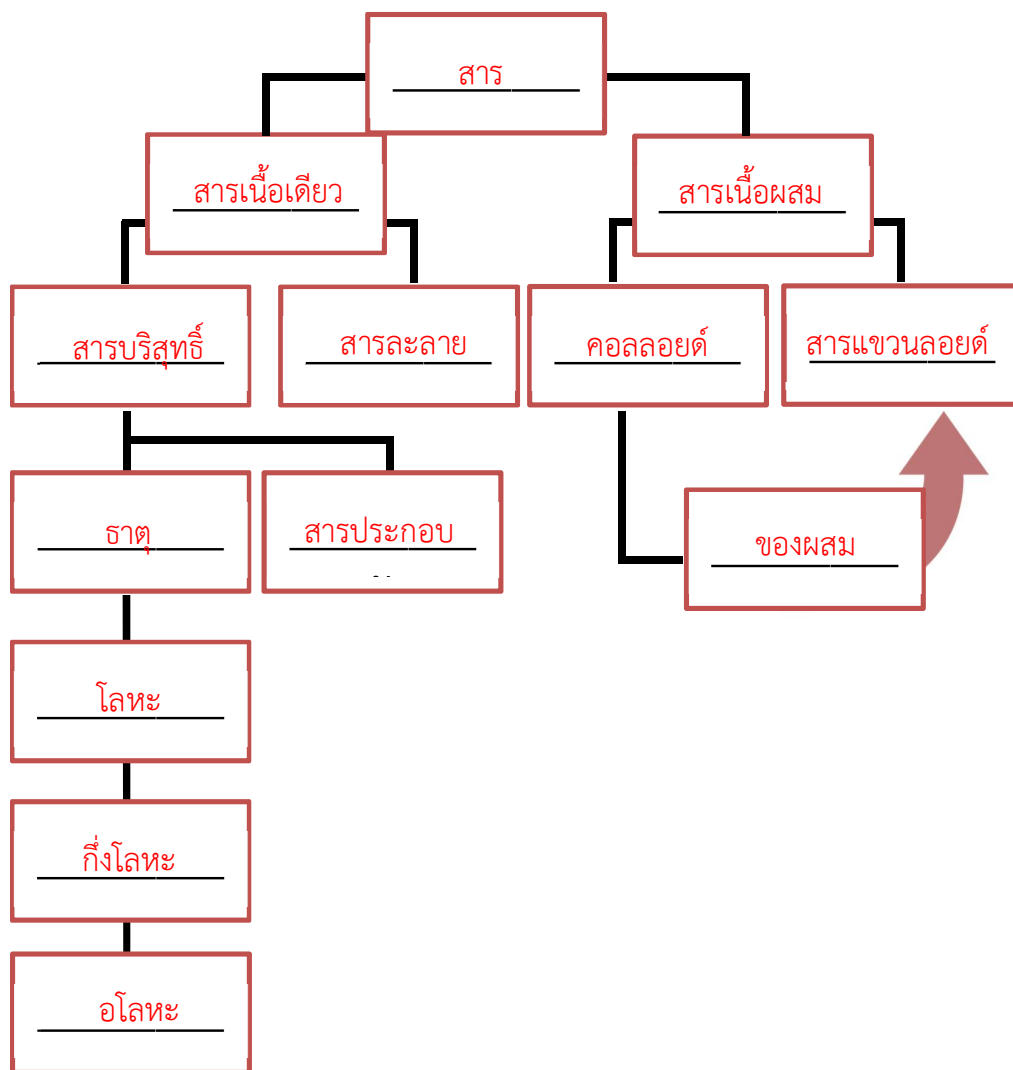 สาร
สารเนื้อเดียว
สารเนื้อผสม
สารบริสุทธิ์
สารละลาย
คอลลอยด์
สารแขวนลอยด์
ธาตุ
สารประกอบ
ของผสม
โลหะ
กึ่งโลหะ
อโลหะ